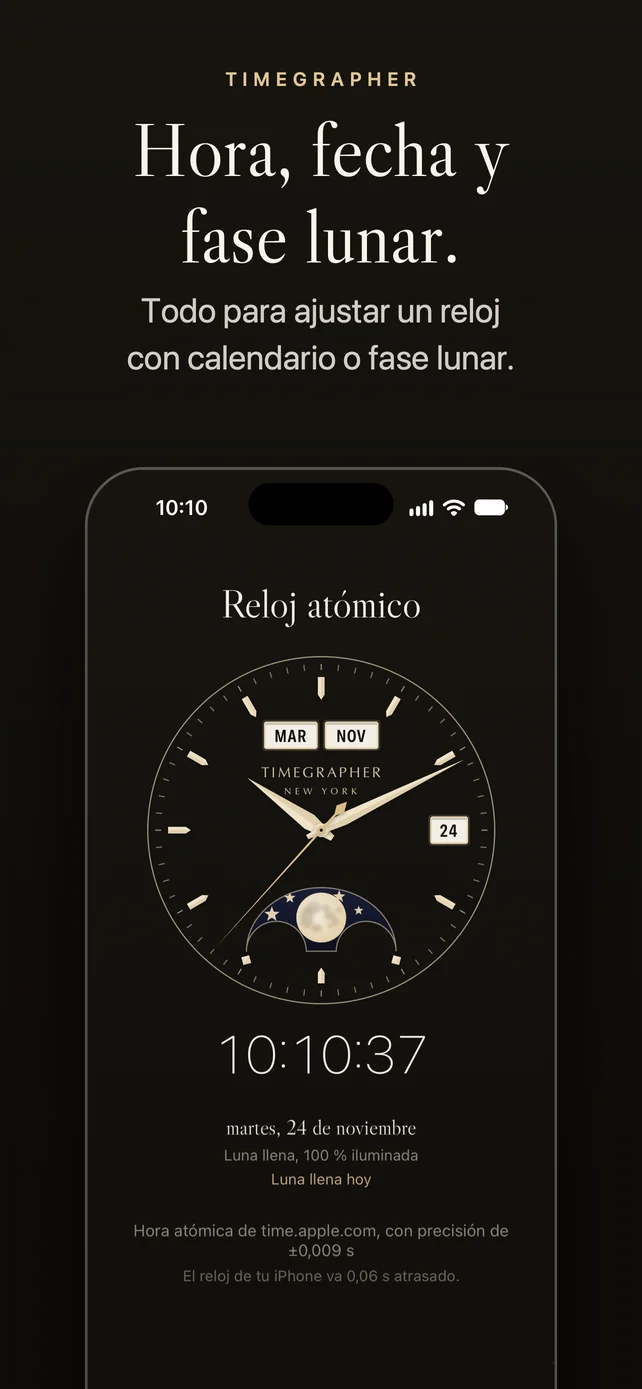 TIMEGRAPHER
Hora, fecha y
fase lunar.
Todo para ajustar un reloj
con calendario o fase lunar.
10:10
Reloj atómico
MAR NOV
TIMEGRAPHER
NEW YORK
24
10:10:37
martes, 24 de noviembre
Luna llena, 100 % iluminada
Luna llena hoy
Hora atómica de time.apple.com, con precisión de
±0,009 s
El reloj de tu iPhone va 0,06 s atrasado.